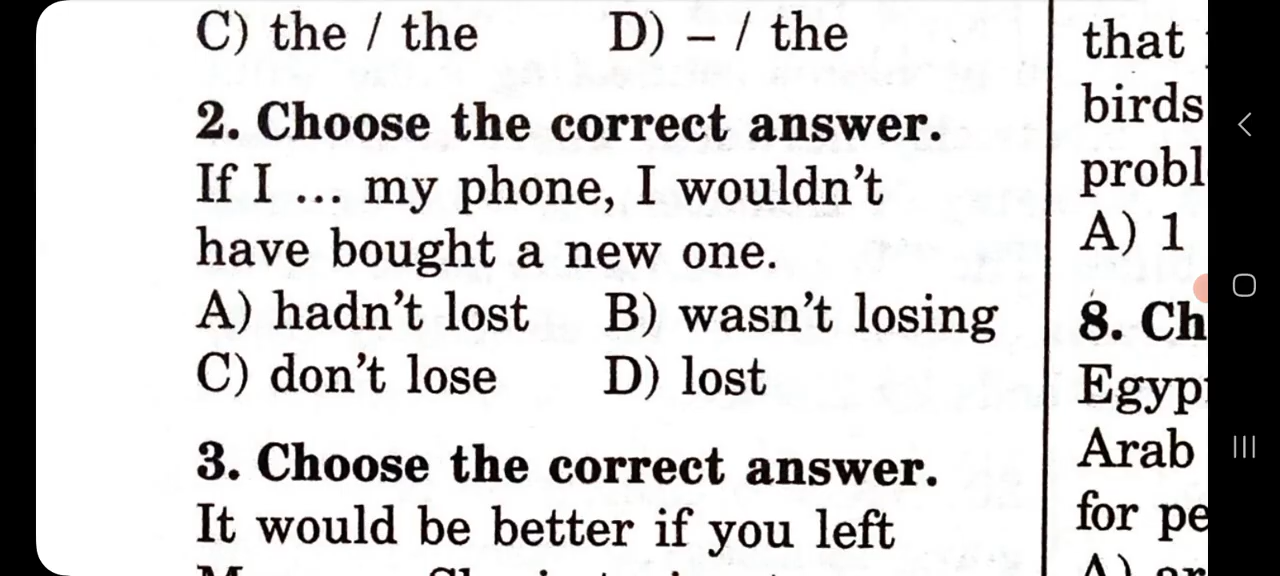 C) the / the D) – / the
2. Choose the correct answer.
If I ... my phone, I wouldn't
have bought a new one.
A) hadn't lost B) wasn't losing
C) don't lose D) lost
3. Choose the correct answer.
It would be better if you left
that
birds
probl
A) 1
8. Ch
Egyp
Arab
for pe